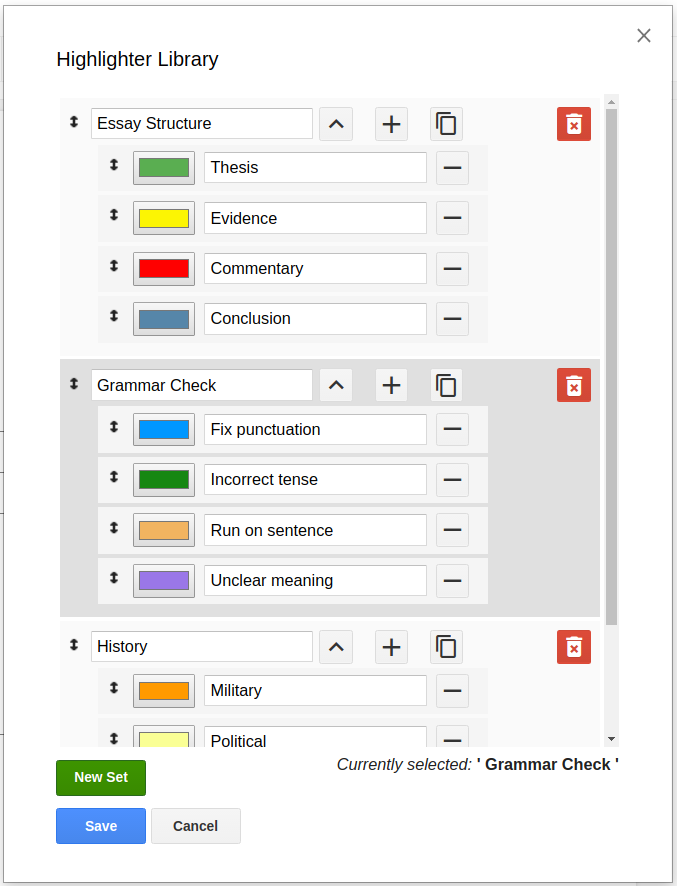 Highlighter Library
Essay Structure
Thesis
Evidence
Commentary
Conclusion
Grammar Check
Fix punctuation
Incorrect tense
Run on sentence
Unclear meaning
History
Military
Political
Currently selected: ' Grammar Check '
New Set
Save Cancel